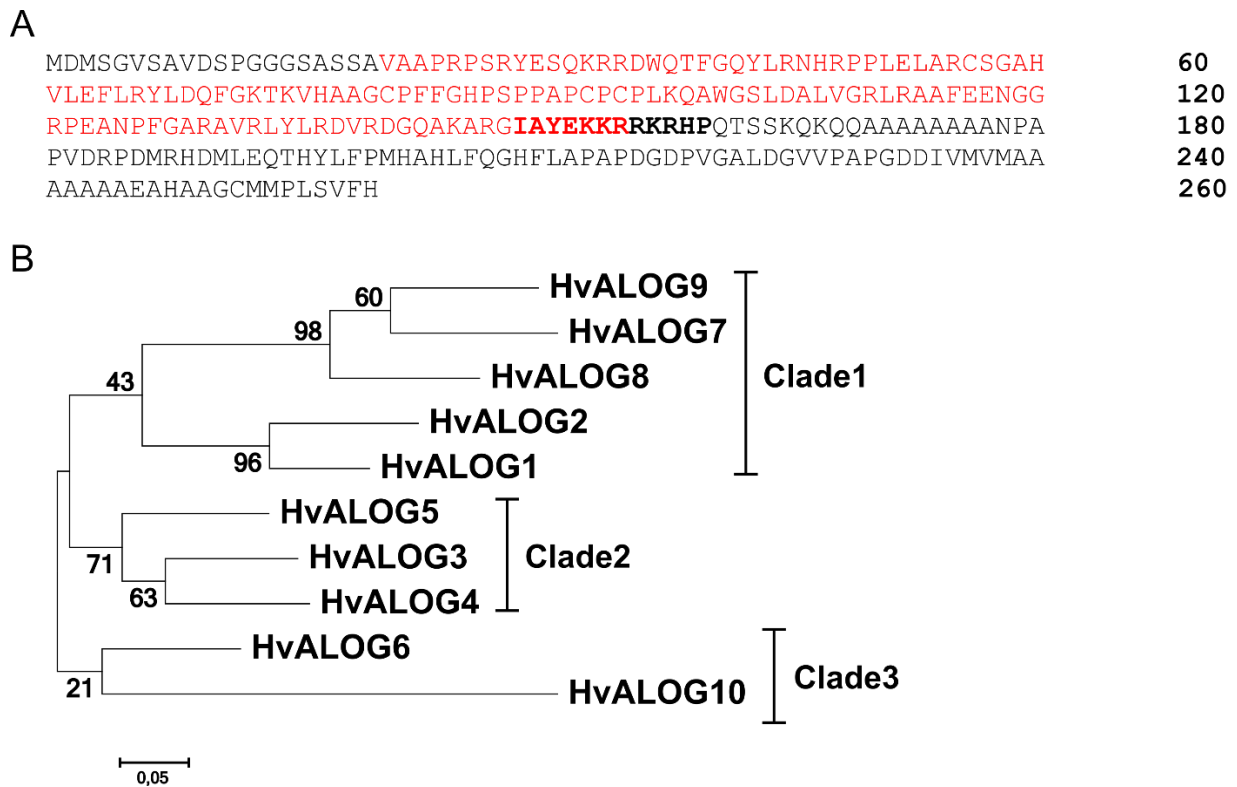 A
MDMSGVSAVDSPGGGSASSAVAAPRPSRYESQKRRDWQTFGQYLRNHRPPLELARCSGAH 60
VLEFLRYLDQFGKTKVHAAGCPFFGHPSPPAPCPCPLKQAWGSLDALVGRLRAAFEENGG 120
RPEANPFGARAVRLYLRDVRDGQAKARGIAYEKKRRKRHPQTSSKQKQQAAAAAAAANPA 180
PVDRPDMRHDMLEQTHYLFPMHAHLFQGHFLAPAPDGDPVGALDGVVPAPGDDIVMVMAA 240
AAAAAEAHAAGCMMPLSVFH 260
B
HvALOG9
60
HvALOG7
98
HvALOG8
Clade1
43
HvALOG2
96
HvALOG1
HvALOG5
HvALOG3
Clade2
71
63
HvALOG4
HvALOG6
Clade3
21
HvALOG10
0,05